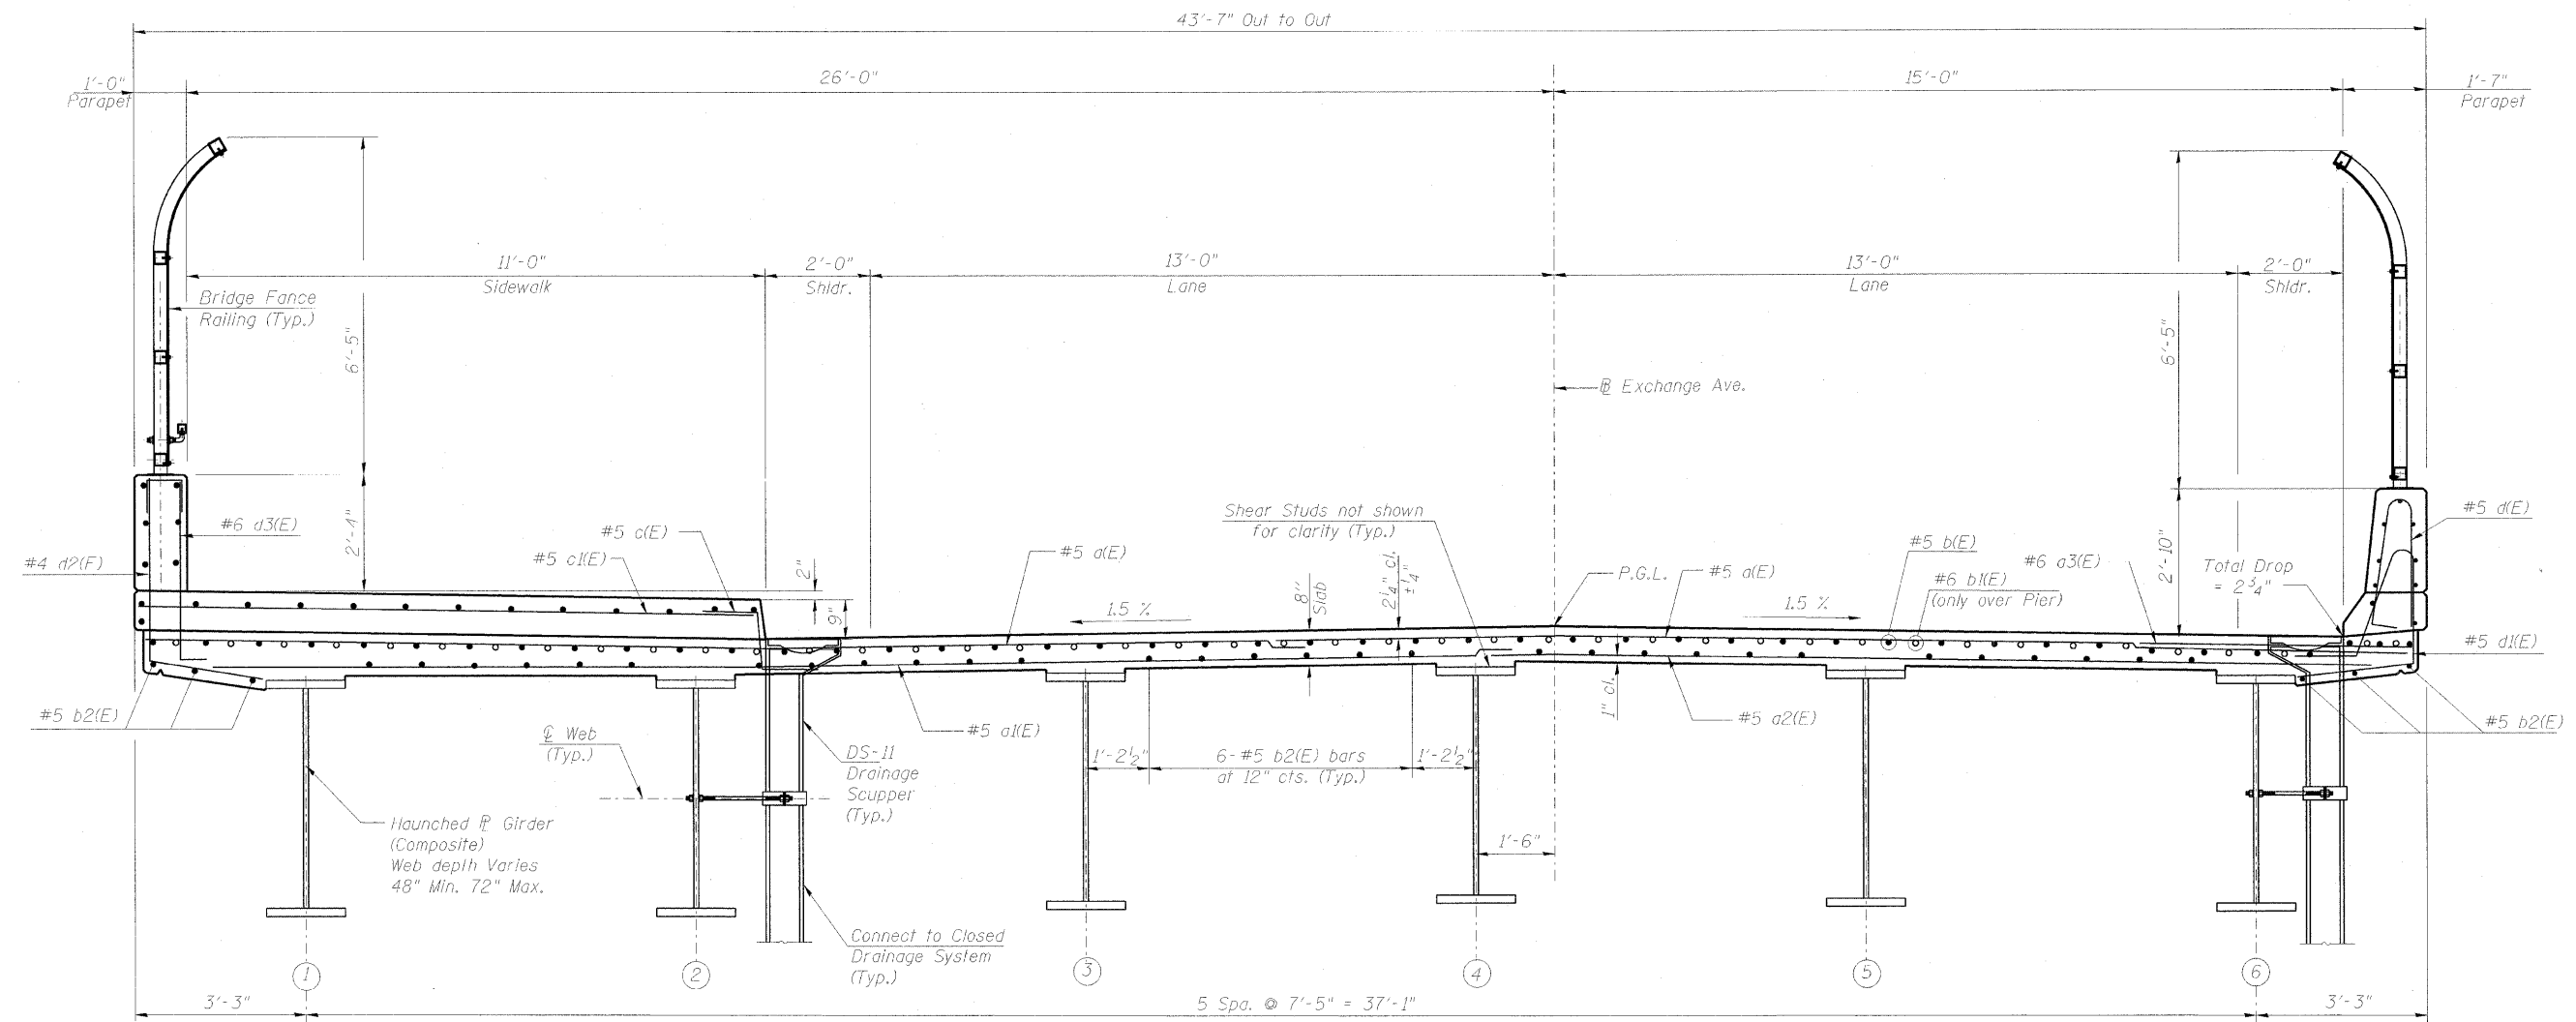 43'-7" Out to Out
1'-0"
Parapet
26'-0"
15'-0"
1'-7"
Parapet
11'-0"
Sidewalk
2'-0"
Shldr.
13'-0"
Lane
13'-0"
Lane
2'-0"
Shldr.
Bridge Fance
Railing (Typ.)
6'-5"
6'-5"
℄ Exchange Ave.
#6 d3(E)
2'-4"
#5 c(E)
#5 c1(E)
#4 d2(E)
2"
9"
#5 a(E)
Shear Studs not shown
for clarity (Typ.)
8"
Slab
2¼" cl.
±¼"
P.G.L.
#5 a(E)
#5 b(E)
#6 b1(E)
(only over Pier)
#6 a3(E)
Total Drop
= 2¾"
2'-10"
#5 d(E)
1.5 %
1.5 %
#5 d1(E)
#5 b2(E)
#5 a1(E)
1" cl.
#5 a2(E)
#5 b2(E)
℄ Web
(Typ.)
DS-11
Drainage
Scupper
(Typ.)
1'-2½"
6-#5 b2(E) bars
at 12" cts. (Typ.)
1'-2½"
Haunched ℙ Girder
(Composite)
Web depth Varies
48" Min. 72" Max.
1'-6"
Connect to Closed
Drainage System
(Typ.)
1
2
3
4
5
6
3'-3"
5 Spa. @ 7'-5" = 37'-1"
3'-3"